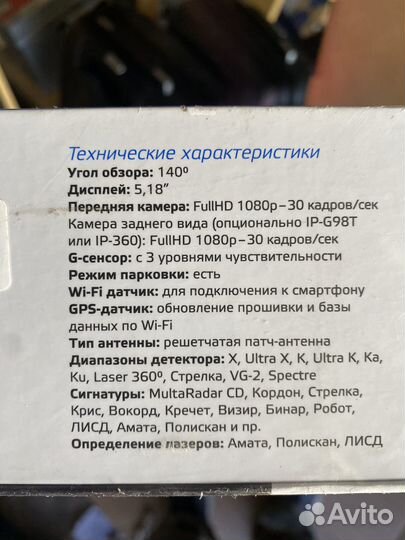 Технические характеристики
Угол обзора: 140º
Дисплей: 5,18”
Передняя камера: FullHD 1080p–30 кадров/сек
Камера заднего вида (опционально IP-G98T
или IP-360): FullHD 1080p–30 кадров/сек
G-сенсор: с 3 уровнями чувствительности
Режим парковки: есть
Wi-Fi датчик: для подключения к смартфону
GPS-датчик: обновление прошивки и базы
данных по Wi-Fi
Тип антенны: решетчатая патч-антенна
Диапазоны детектора: X, Ultra X, K, Ultra K, Ka,
Ku, Laser 360º, Стрелка, VG-2, Spectre
Сигнатуры: MultaRadar CD, Кордон, Стрелка,
Крис, Вокорд, Кречет, Визир, Бинар, Робот,
ЛИСД, Амата, Полискан и пр.
Определение лазеров: Амата, Полискан, ЛИСД
Avito